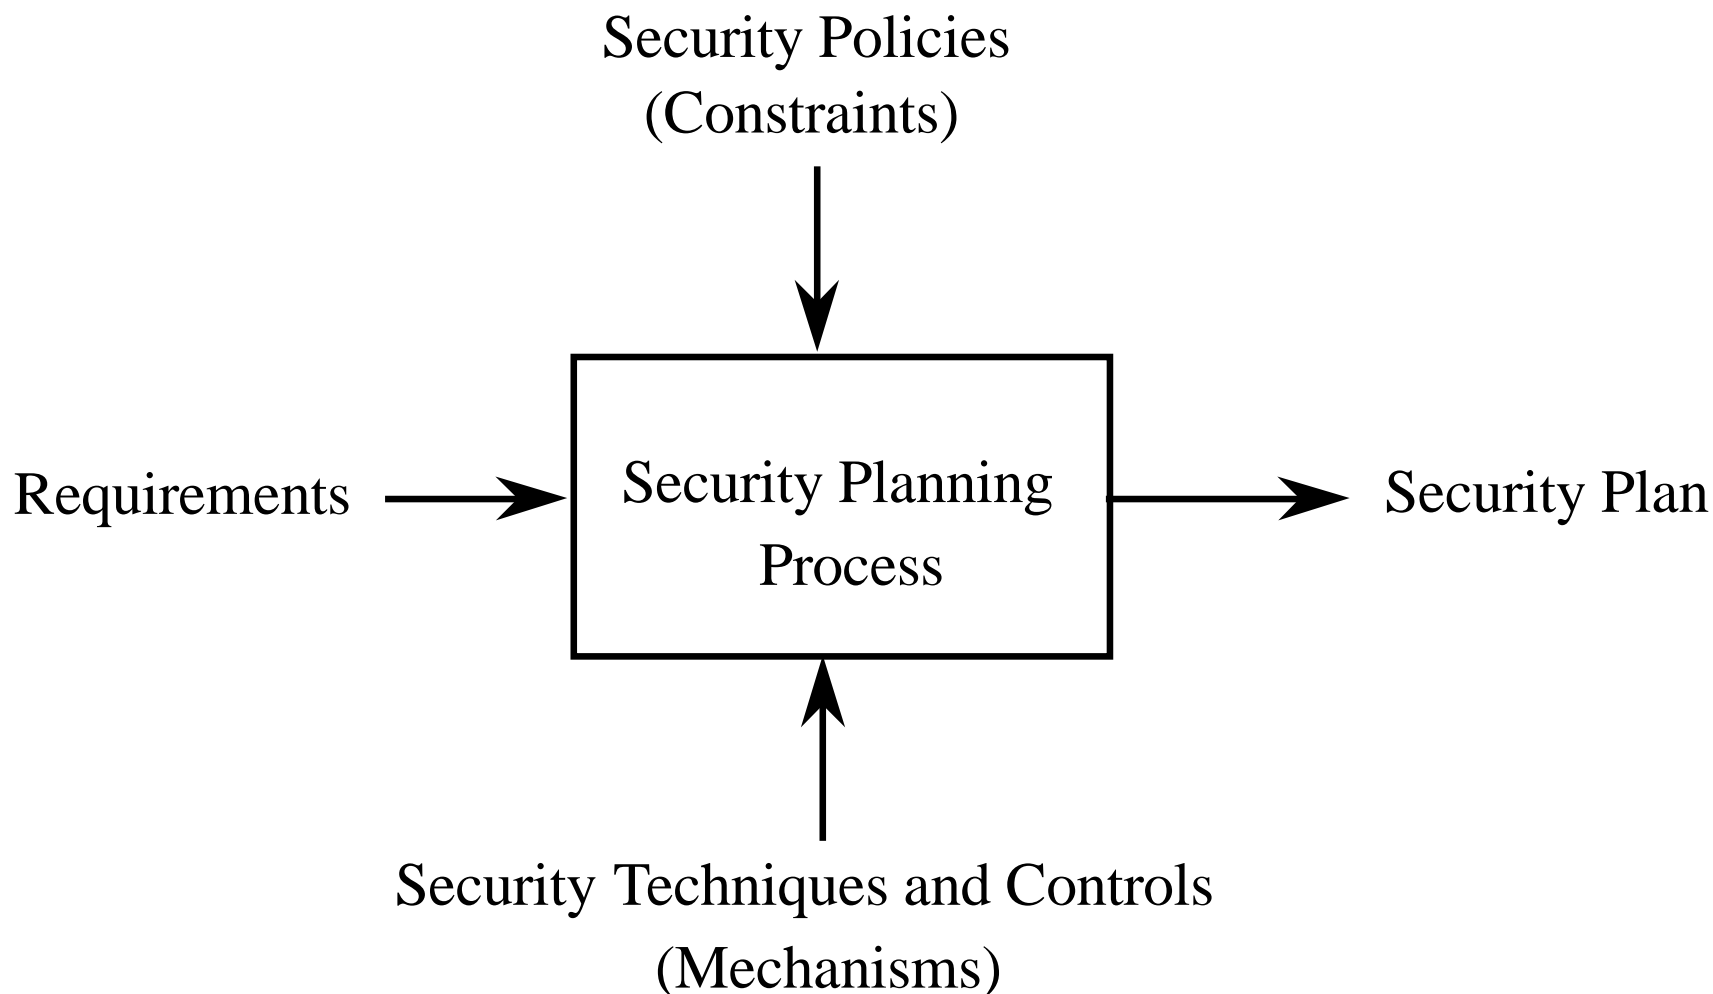 Security Policies
(Constraints)
Requirements
Security Planning
Process
Security Plan
Security Techniques and Controls
(Mechanisms)